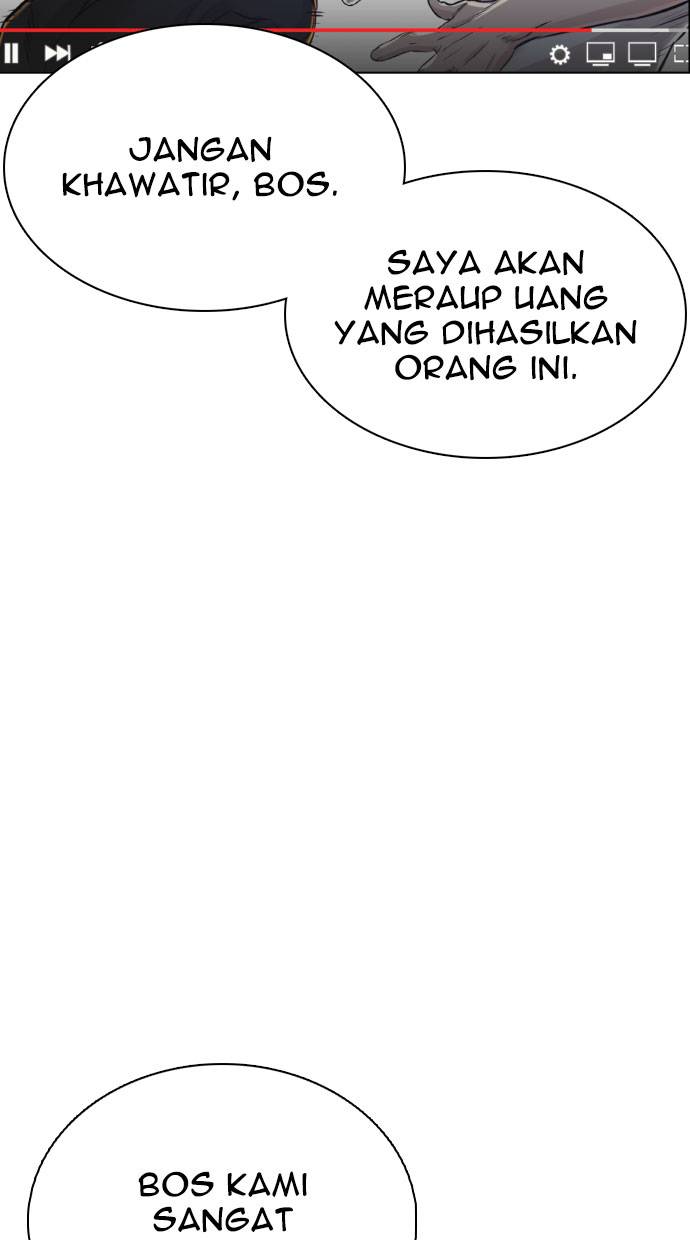 JANGAN
KHAWATIR, BOS.
SAYA AKAN
MERAUP UANG
YANG DIHASILKAN
ORANG INI.
BOS KAMI
SANGAT